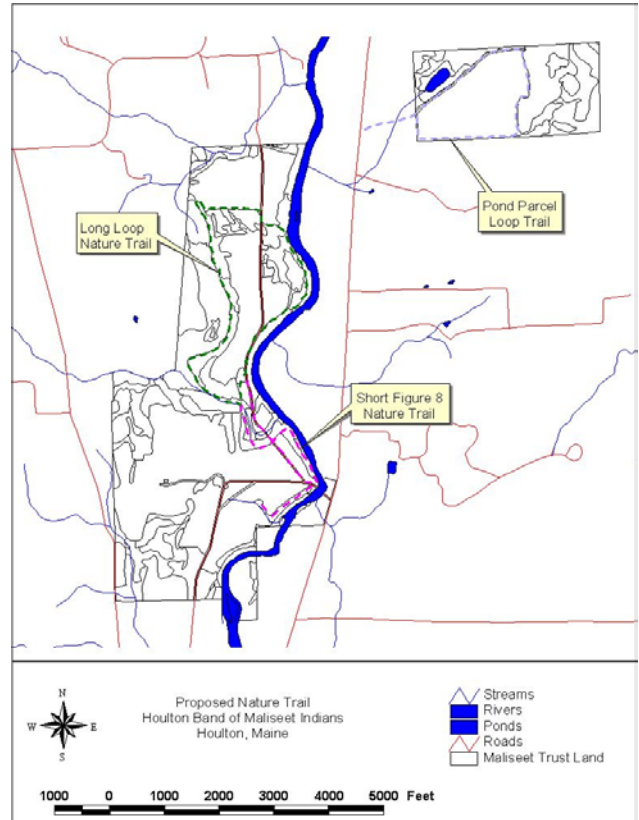 Pond Parcel
Loop Trail
Long Loop
Nature Trail
Short Figure 8
Nature Trail
N
W E
S
Proposed Nature Trail
Houlton Band of Maliseet Indians
Houlton, Maine
Streams
Rivers
Ponds
Roads
Maliseet Trust Land
1000 0 1000 2000 3000 4000 5000 Feet